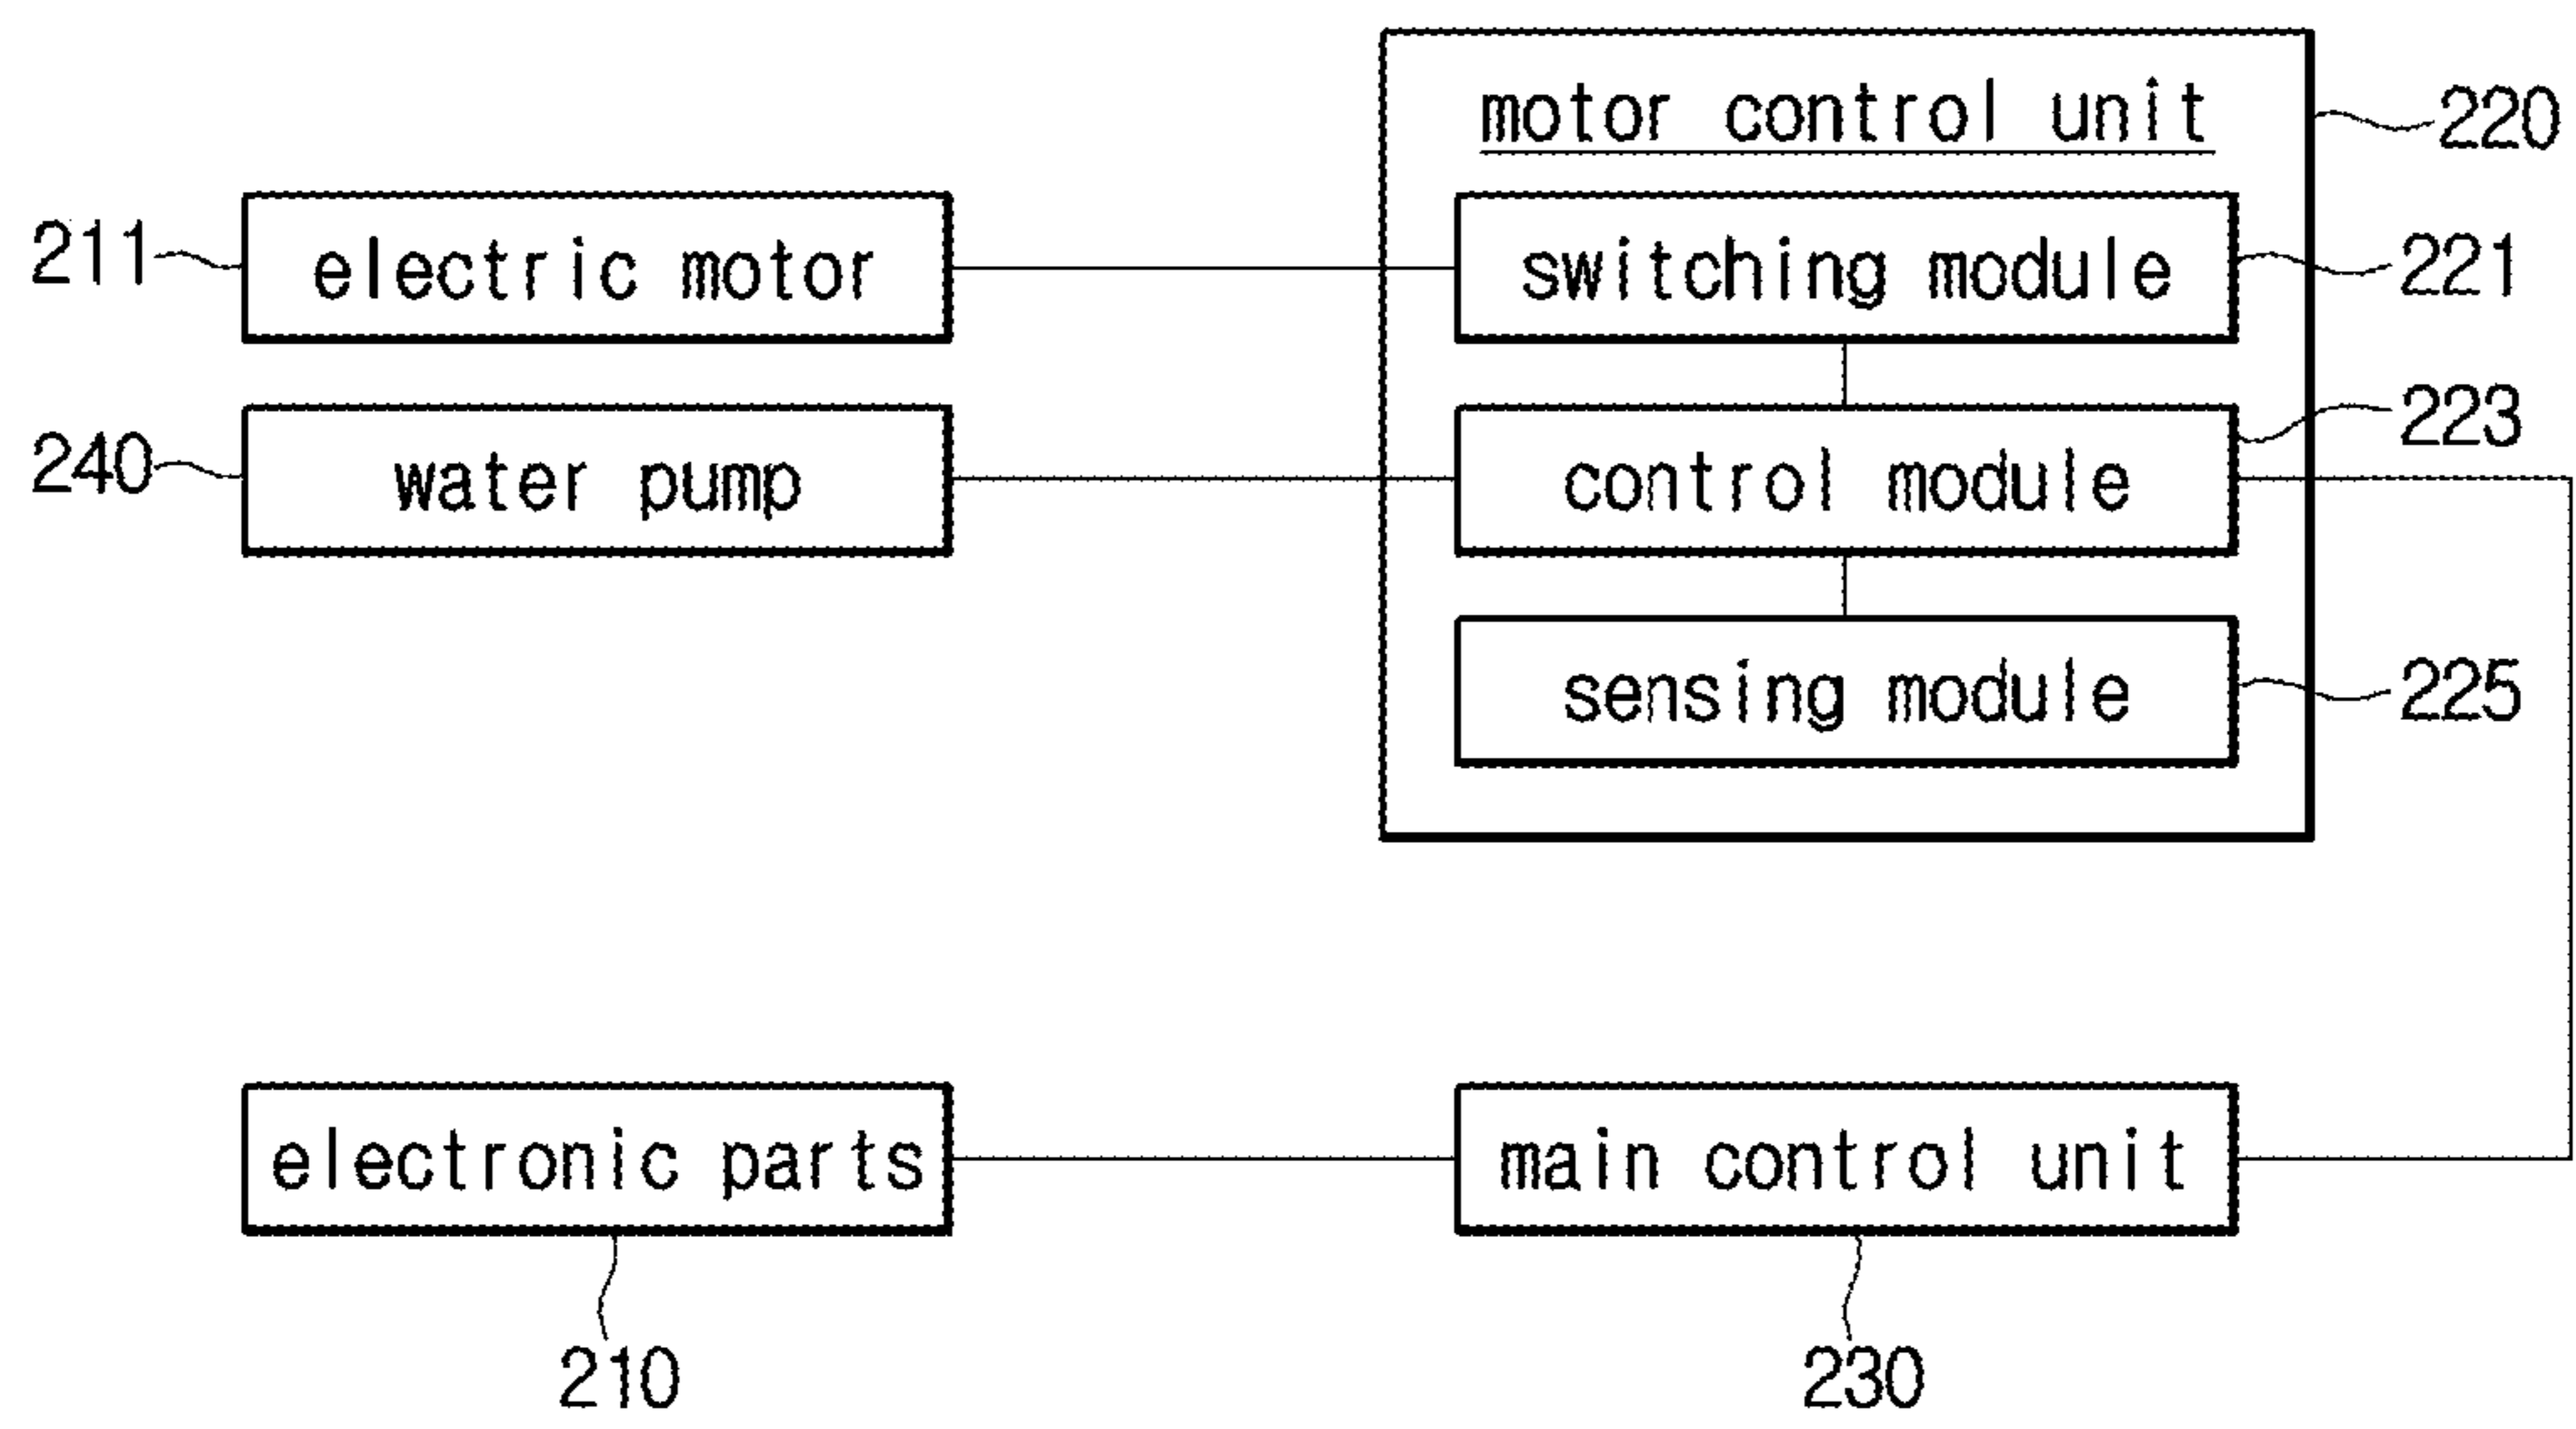 motor control unit
220
211
electric motor
switching module
221
240
water pump
control module
223
sensing module
225
electronic parts
main control unit
210
230